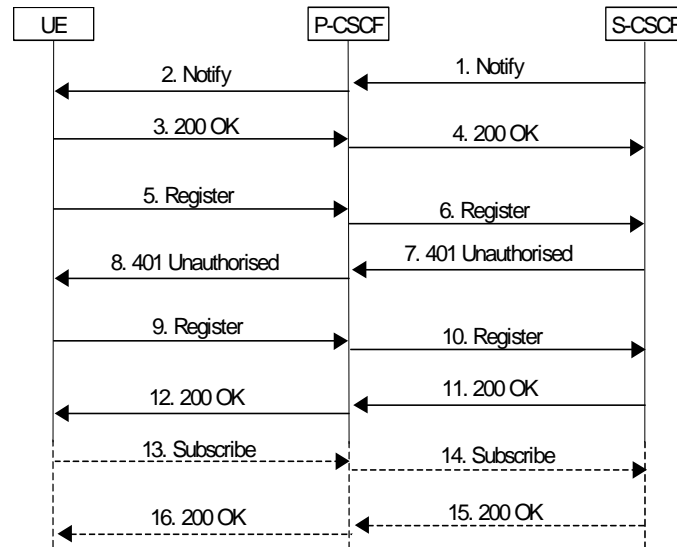 UE
P-CSCF
S-CSCF
1. Notify
2. Notify
3. 200 OK
4. 200 OK
5. Register
6. Register
7. 401 Unauthorised
8. 401 Unauthorised
9. Register
10. Register
11. 200 OK
12. 200 OK
13. Subscribe
14. Subscribe
15. 200 OK
16. 200 OK